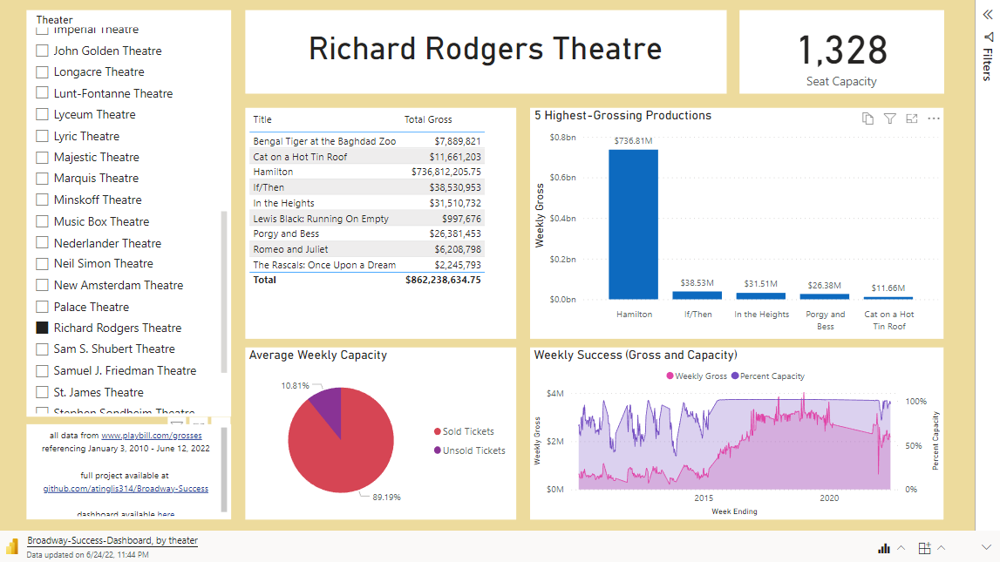 Theater
Imperial Theatre
John Golden Theatre
Longacre Theatre
Lunt-Fontanne Theatre
Lyceum Theatre
Lyric Theatre
Majestic Theatre
Marquis Theatre
Minskoff Theatre
Music Box Theatre
Nederlander Theatre
Neil Simon Theatre
New Amsterdam Theatre
Palace Theatre
Richard Rodgers Theatre
Sam S. Shubert Theatre
Samuel J. Friedman Theatre
St. James Theatre
Stephen Sondheim Theatre
all data from www.playbill.com/grosses
referencing January 3, 2010 - June 12, 2022
full project available at
github.com/atinglis314/Broadway-Success
dashboard available here
Richard Rodgers Theatre
1,328
Seat Capacity
Title Total Gross
Bengal Tiger at the Baghdad Zoo $7,889,821
Cat on a Hot Tin Roof $11,661,203
Hamilton $736,812,205.75
If/Then $38,530,953
In the Heights $31,510,732
Lewis Black: Running On Empty $997,676
Porgy and Bess $26,381,453
Romeo and Juliet $6,208,798
The Rascals: Once Upon a Dream $2,245,793
Total $862,238,634.75
5 Highest-Grossing Productions
Weekly Gross
$0.8bn
$0.6bn
$0.4bn
$0.2bn
$0.0bn
$736.81M
$38.53M
$31.51M
$26.38M
$11.66M
Hamilton
If/Then
In the Heights
Porgy and
Bess
Cat on a Hot
Tin Roof
Average Weekly Capacity
10.81%
89.19%
Sold Tickets
Unsold Tickets
Weekly Success (Gross and Capacity)
Weekly Gross Percent Capacity
Weekly Gross
$4M
$2M
$0M
100%
50%
0%
Percent Capacity
2015 2020
Week Ending
Filters
Broadway-Success-Dashboard, by theater
Data updated on 6/24/22, 11:44 PM